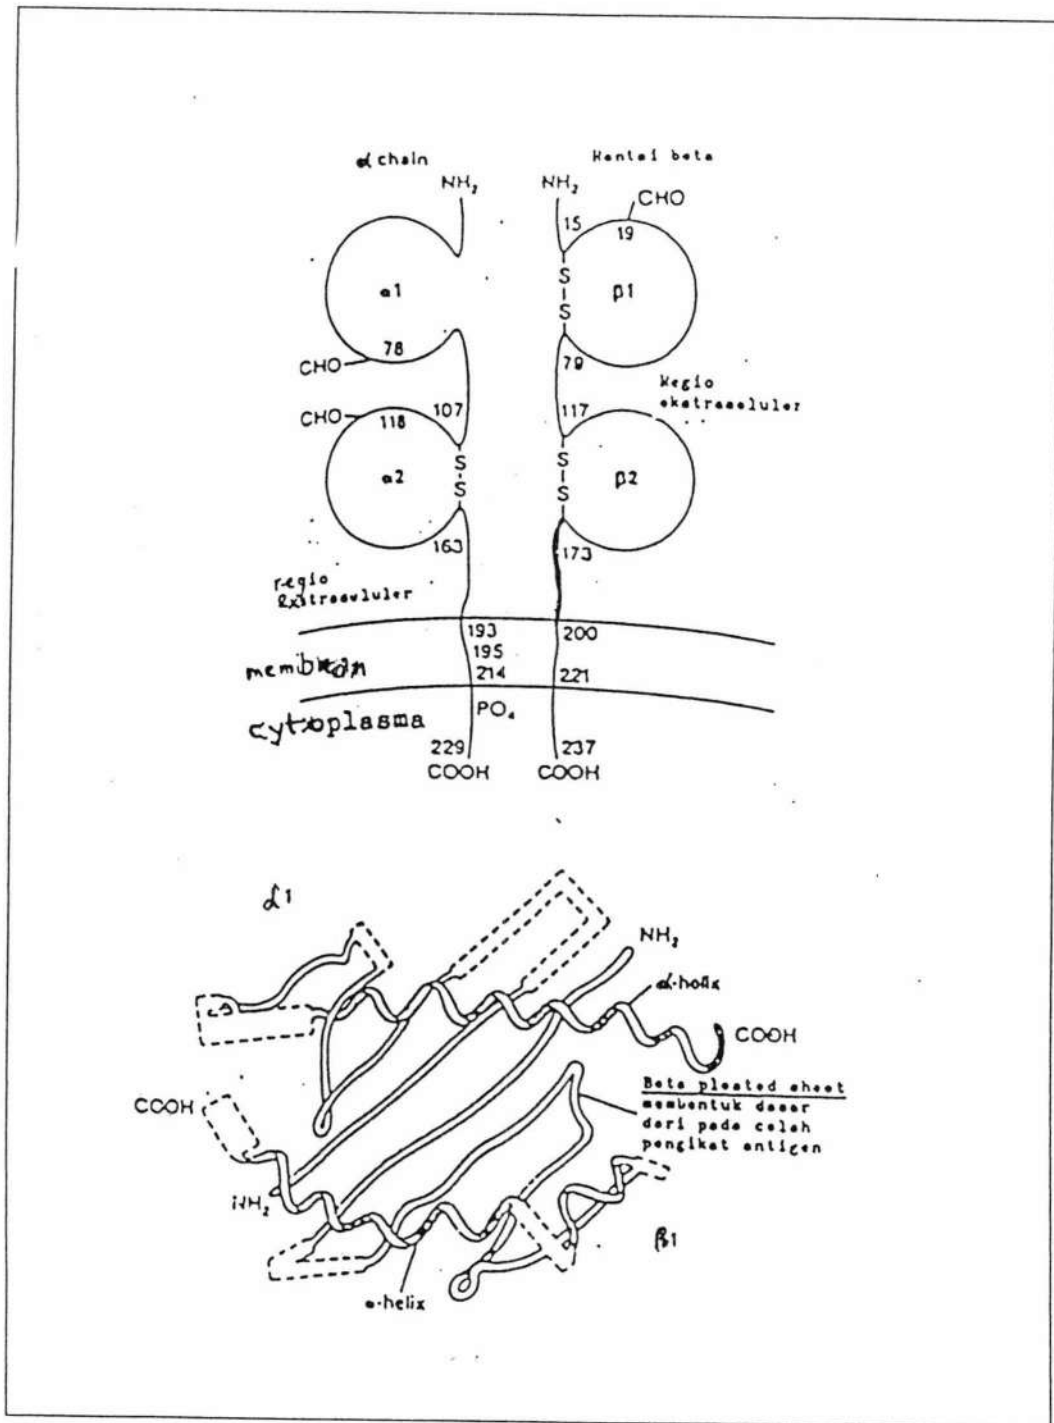 α chain
Kantai beta
NH₂
NH₂
CHO
15
19
S
S
α1
β1
78
CHO
79
Regio
ekstraseluler
CHO
118
107
117
S
S
S
S
α2
β2
163
173
regio
Extraseluler
193
200
195
membran
214
221
cytoplasma
PO₄
229
237
COOH
COOH
α1
NH₂
α-holix
COOH
Beta pleated sheet
membentuk dasar
dari pada celah
pengikat antigen
COOH
NH₂
β1
α-helix